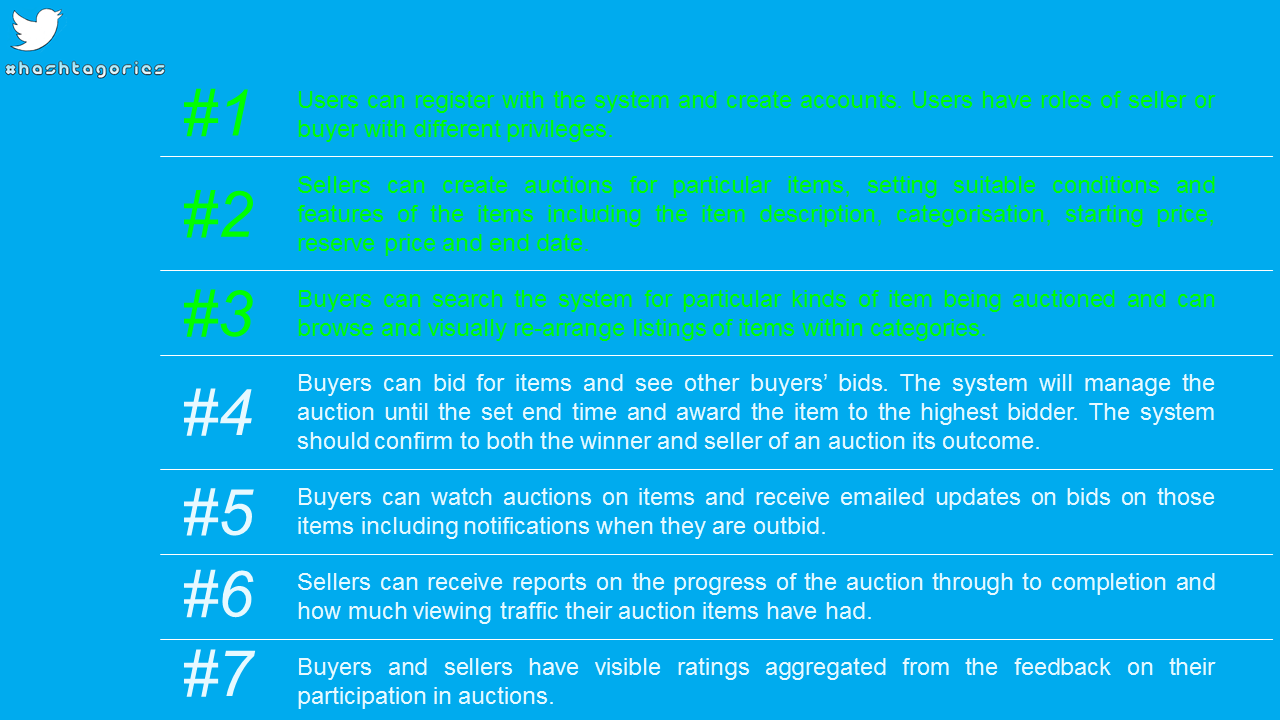 #hashtagories
#1
Users can register with the system and create accounts. Users have roles of seller or
buyer with different privileges.
#2
Sellers can create auctions for particular items, setting suitable conditions and
features of the items including the item description, categorisation, starting price,
reserve price and end date.
#3
Buyers can search the system for particular kinds of item being auctioned and can
browse and visually re-arrange listings of items within categories.
#4
Buyers can bid for items and see other buyers’ bids. The system will manage the
auction until the set end time and award the item to the highest bidder. The system
should confirm to both the winner and seller of an auction its outcome.
#5
Buyers can watch auctions on items and receive emailed updates on bids on those
items including notifications when they are outbid.
#6
Sellers can receive reports on the progress of the auction through to completion and
how much viewing traffic their auction items have had.
#7
Buyers and sellers have visible ratings aggregated from the feedback on their
participation in auctions.